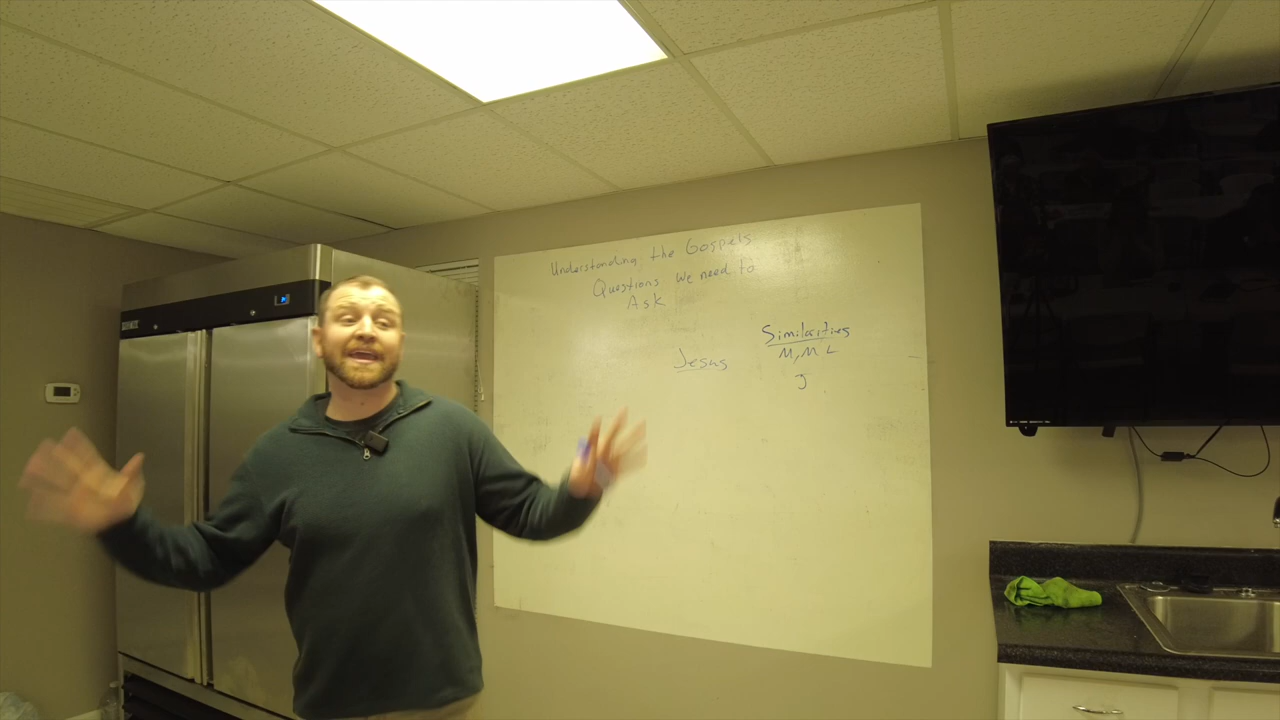 Understanding the Gospels
Questions we need to
Ask
Similarities
Jesus
M, M L
J